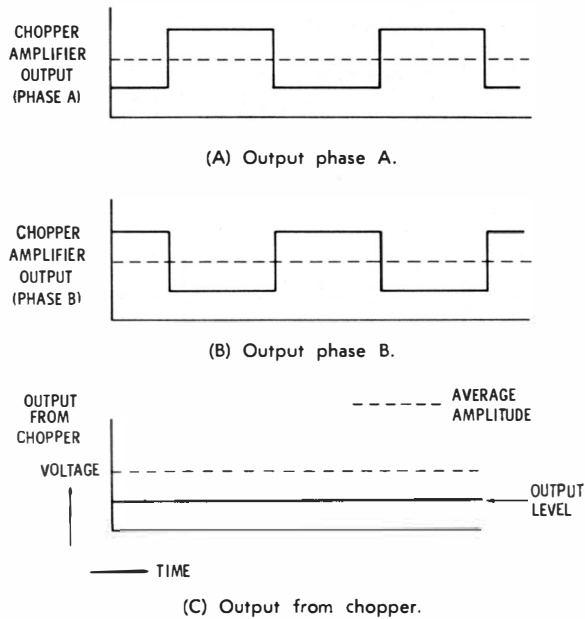 CHOPPER
AMPLIFIER
OUTPUT
(PHASE A)
(A) Output phase A.
CHOPPER
AMPLIFIER
OUTPUT
(PHASE B)
(B) Output phase B.
OUTPUT
FROM
CHOPPER
AVERAGE
AMPLITUDE
VOLTAGE
OUTPUT
LEVEL
TIME
(C) Output from chopper.